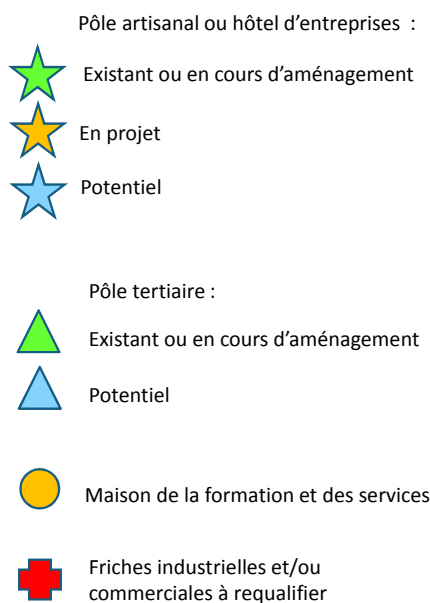 Pôle artisanal ou hôtel d’entreprises :
Existant ou en cours d’aménagement
En projet
Potentiel
Pôle tertiaire :
Existant ou en cours d’aménagement
Potentiel
Maison de la formation et des services
Friches industrielles et/ou
commerciales à requalifier